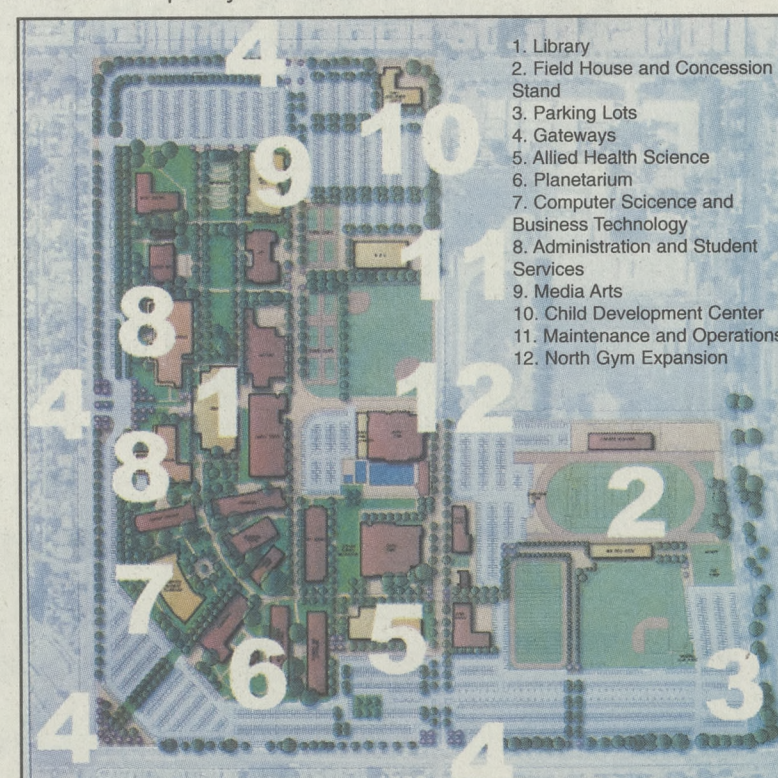 1. Library
2. Field House and Concession
Stand
3. Parking Lots
4. Gateways
5. Allied Health Science
6. Planetarium
7. Computer Scicence and
Business Technology
8. Administration and Student
Services
9. Media Arts
10. Child Development Center
11. Maintenance and Operations
12. North Gym Expansion
4
10
9
11
8
4
1
12
8
2
7
5
6
3
4
4